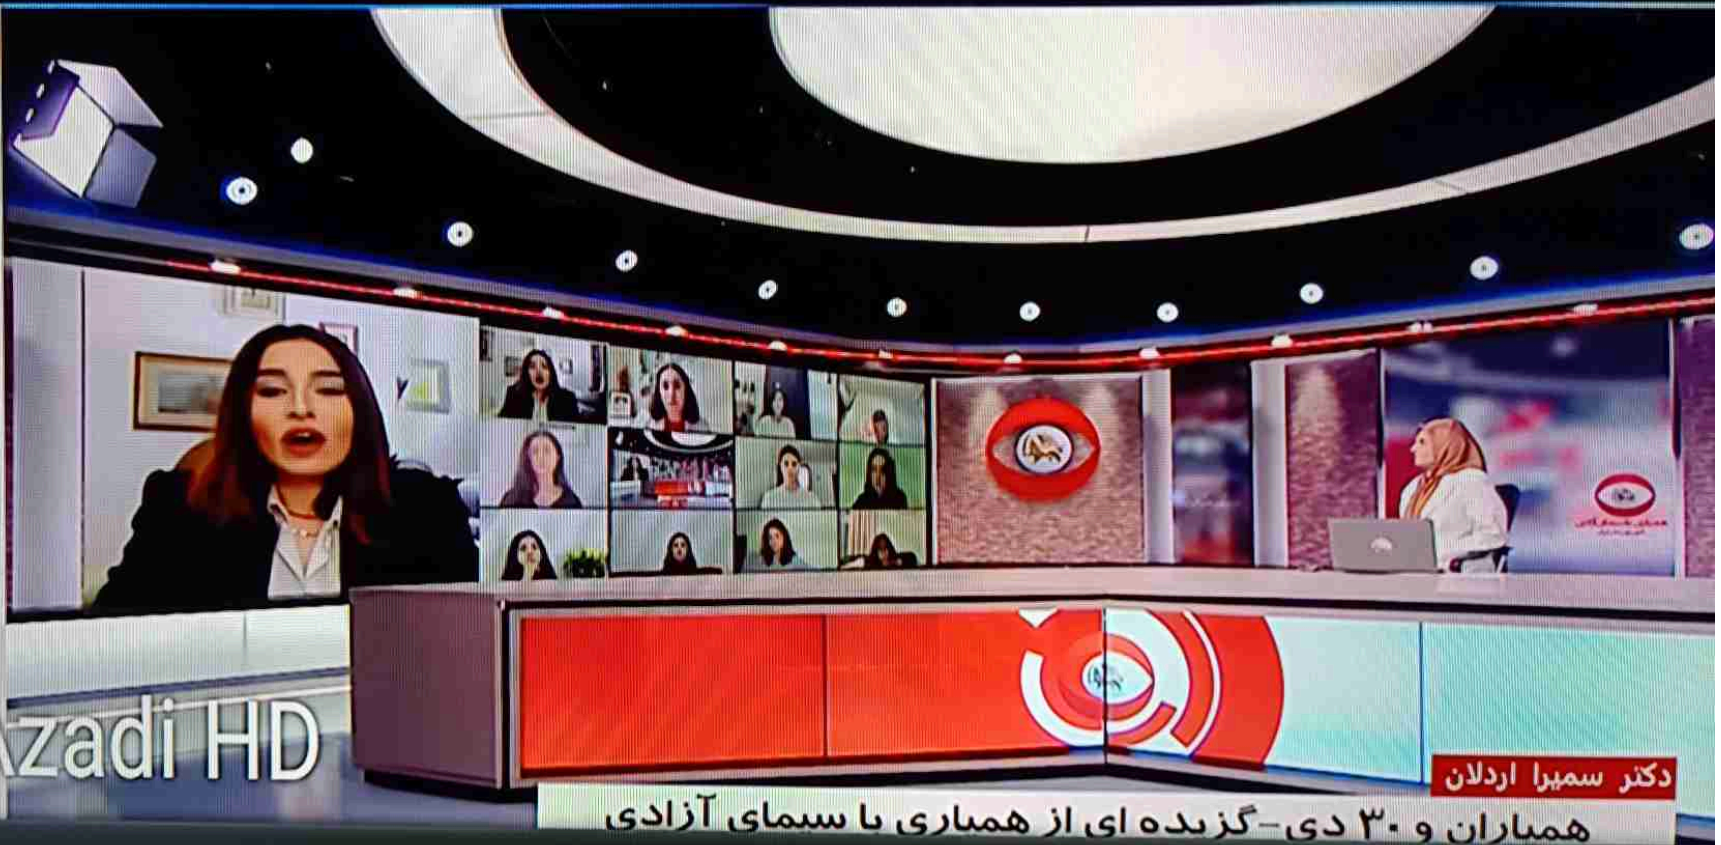 Azadi HD
دکتر سمیرا اردلان
همیاران و ۳۰ دی-گزیده ای از همیاری با سیمای آزادی